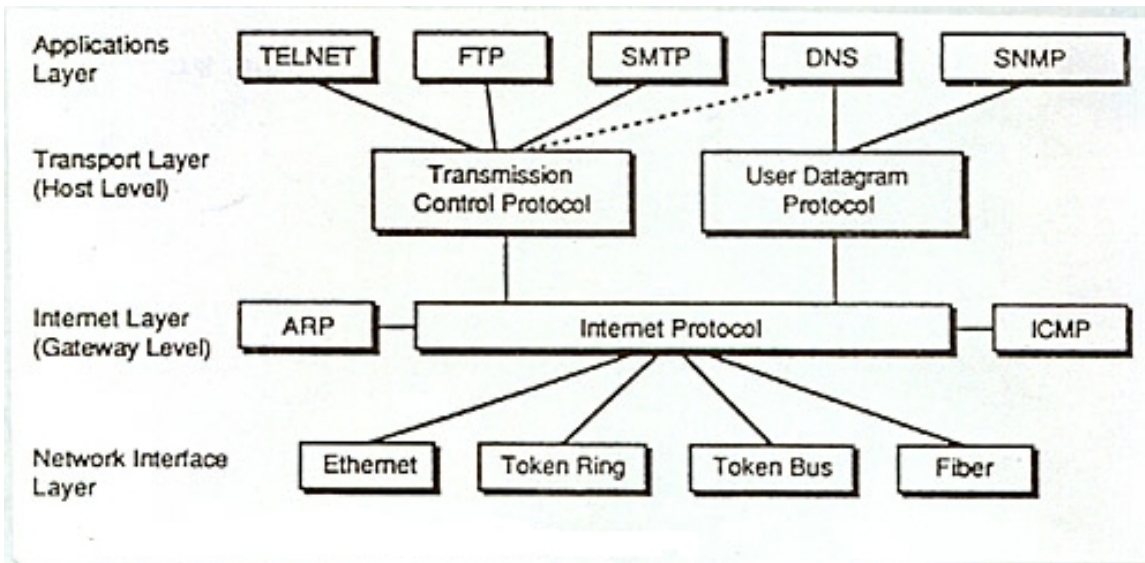 Applications
Layer
TELNET
FTP
SMTP
DNS
SNMP
Transport Layer
(Host Level)
Transmission
Control Protocol
User Datagram
Protocol
Internet Layer
(Gateway Level)
ARP
Internet Protocol
ICMP
Network Interface
Layer
Ethernet
Token Ring
Token Bus
Fiber